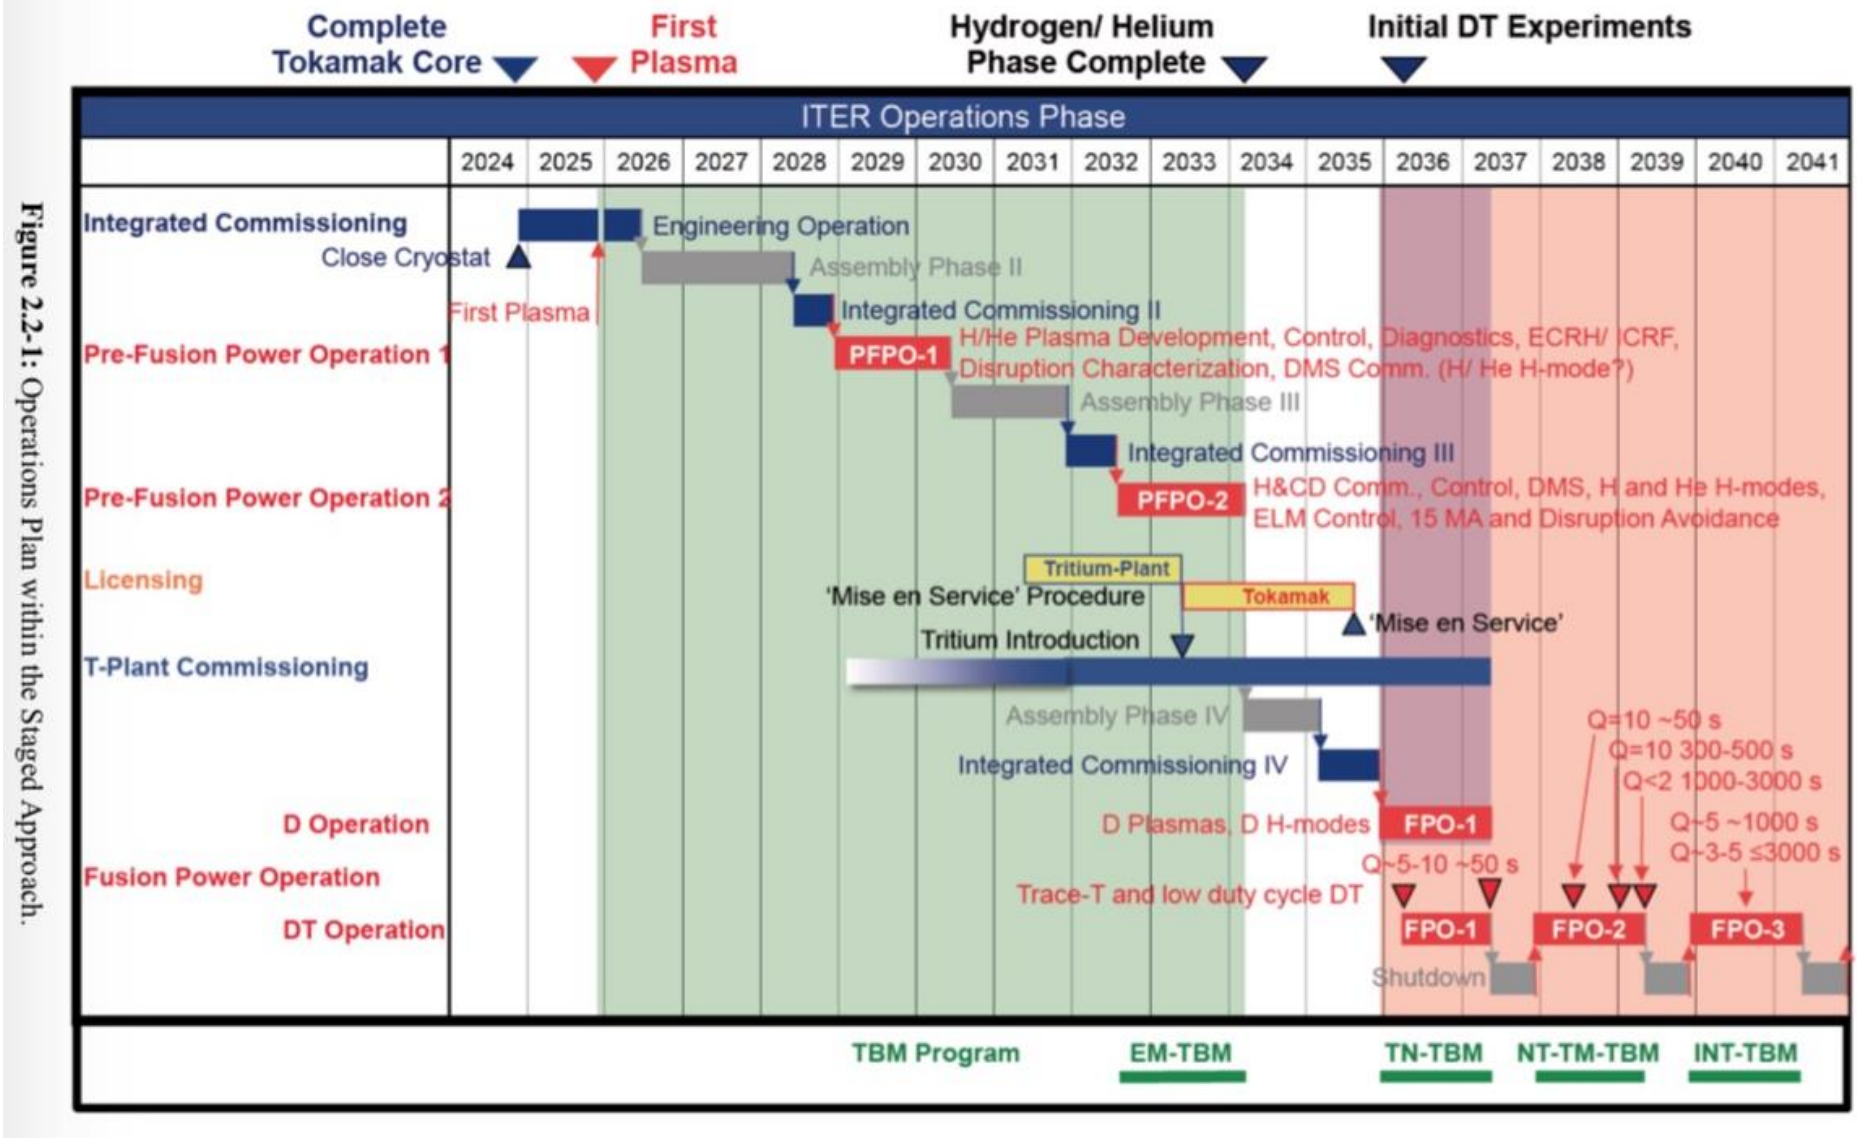 Complete
Tokamak Core
First
Plasma
Hydrogen/ Helium
Phase Complete
Initial DT Experiments
ITER Operations Phase
2024 2025 2026 2027 2028 2029 2030 2031 2032 2033 2034 2035 2036 2037 2038 2039 2040 2041
Integrated Commissioning
Engineering Operation
Close Cryostat
Assembly Phase II
First Plasma
Integrated Commissioning II
Pre-Fusion Power Operation 1
PFPO-1
H/He Plasma Development, Control, Diagnostics, ECRH/ ICRF,
Disruption Characterization, DMS Comm. (H/ He H-mode?)
Assembly Phase III
Integrated Commissioning III
Pre-Fusion Power Operation 2
PFPO-2
H&CD Comm., Control, DMS, H and He H-modes,
ELM Control, 15 MA and Disruption Avoidance
Licensing
Tritium-Plant
‘Mise en Service’ Procedure
Tokamak
‘Mise en Service’
Tritium Introduction
T-Plant Commissioning
Assembly Phase IV
Q=10 ~50 s
Q=10 300-500 s
Q<2 1000-3000 s
Integrated Commissioning IV
D Operation
D Plasmas, D H-modes
FPO-1
Q~5 ~1000 s
Q~3-5 ≤3000 s
Fusion Power Operation
Q~5-10 ~50 s
Trace-T and low duty cycle DT
DT Operation
FPO-1
FPO-2
FPO-3
Shutdown
TBM Program
EM-TBM
TN-TBM
NT-TM-TBM
INT-TBM
Figure 2.2-1: Operations Plan within the Staged Approach.